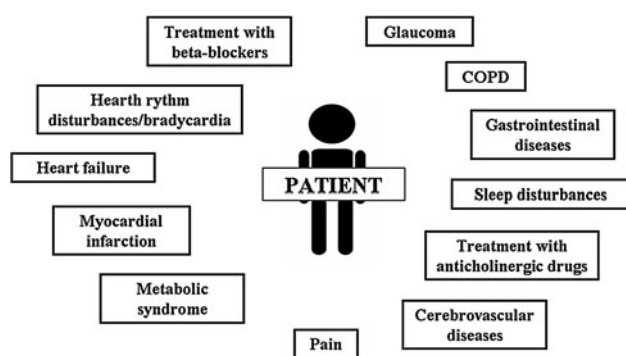 Treatment with
beta-blockers
Glaucoma
COPD
Hearth rythm
disturbances/bradycardia
Gastrointestinal
diseases
Heart failure
PATIENT
Sleep disturbances
Myocardial
infarction
Treatment with
anticholinergic drugs
Metabolic
syndrome
Cerebrovascular
diseases
Pain